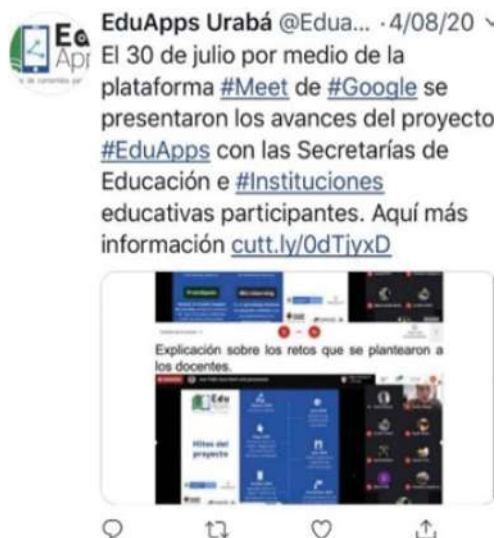 EduApps Urabá @Edua... · 4/08/20
El 30 de julio por medio de la
plataforma #Meet de #Google se
presentaron los avances del proyecto
#EduApps con las Secretarías de
Educación e #Instituciones
educativas participantes. Aquí más
información cutt.ly/0dTjyxD
Explicación sobre los retos que se plantearon a
los docentes.
Edu
Hitos del
proyecto